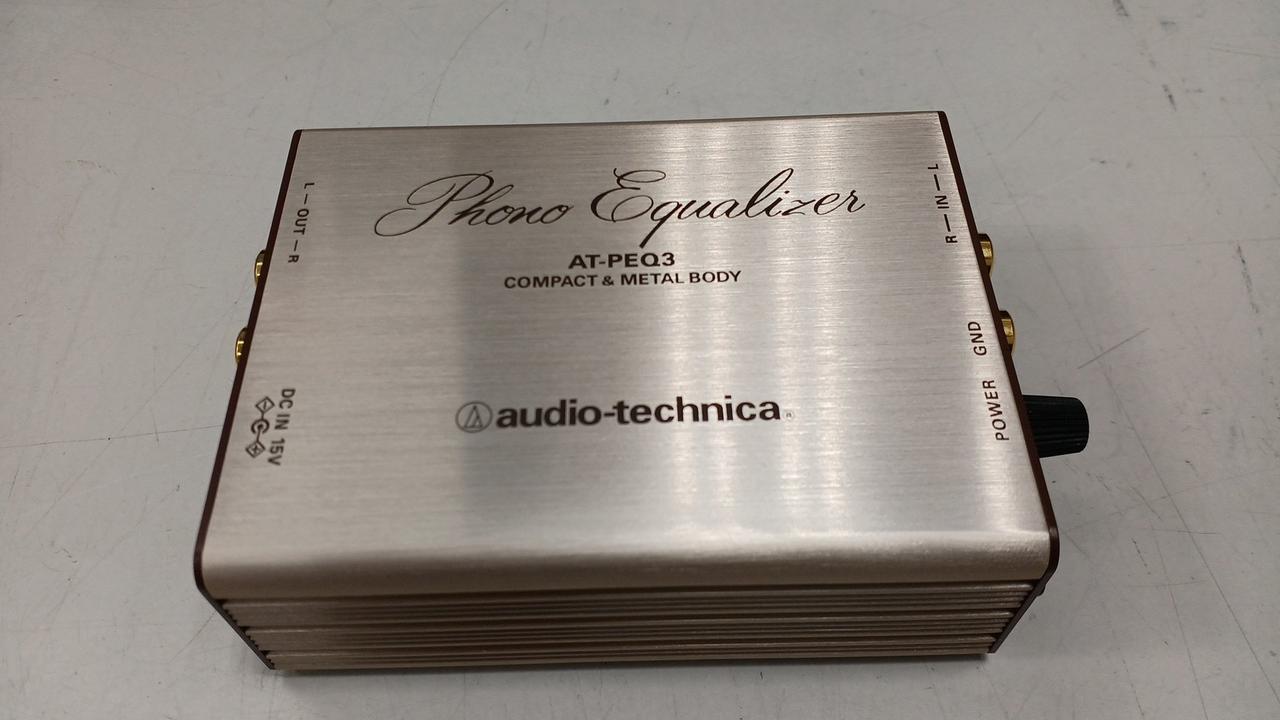 Phono Equalizer
AT-PEQ3
COMPACT & METAL BODY
audio-technica®
L — OUT — R
DC IN 15V
R — IN — L
GND
POWER